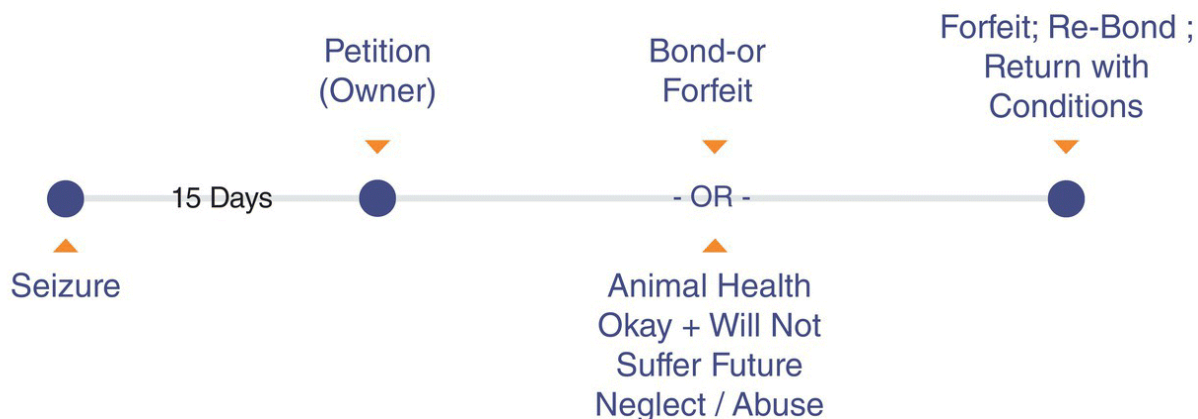 Petition
(Owner)
Bond-or
Forfeit
Forfeit; Re-Bond ;
Return with
Conditions
15 Days
- OR -
Seizure
Animal Health
Okay + Will Not
Suffer Future
Neglect / Abuse